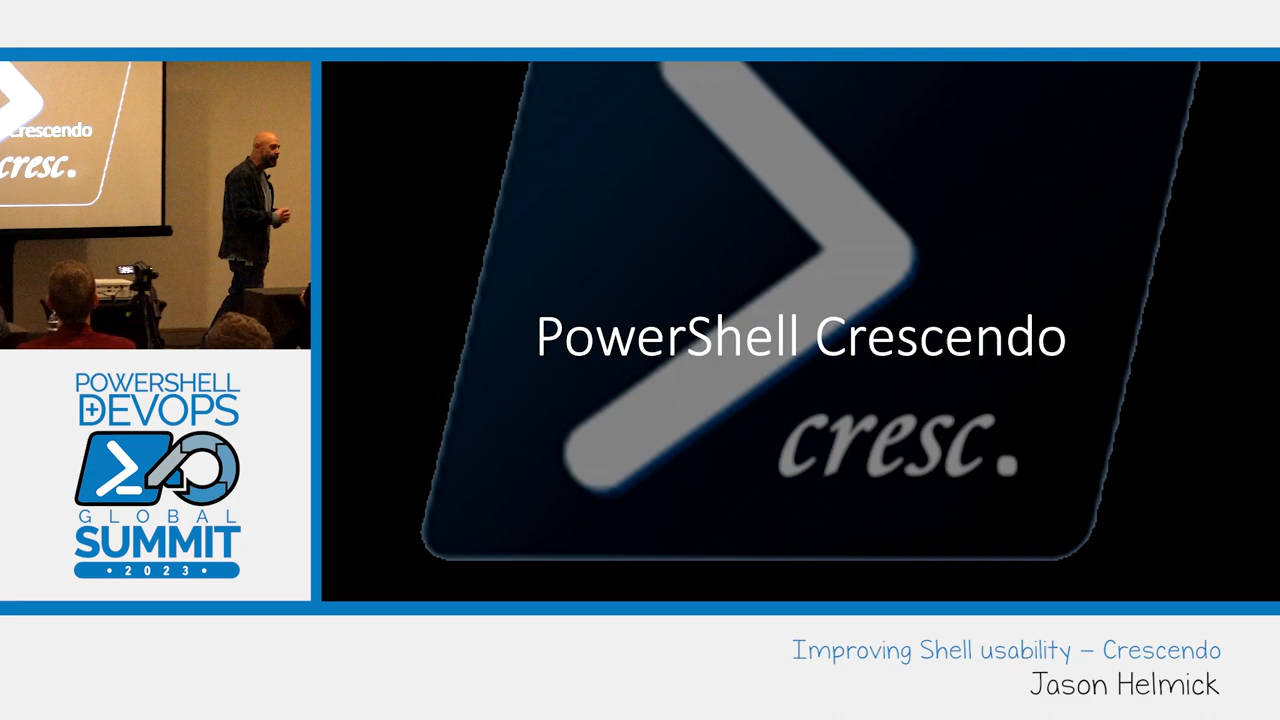 Crescendo
cresc.
PowerShell Crescendo
cresc.
POWERSHELL
+DEVOPS
GLOBAL
SUMMIT
• 2023 •
Improving Shell usability – Crescendo
Jason Helmick